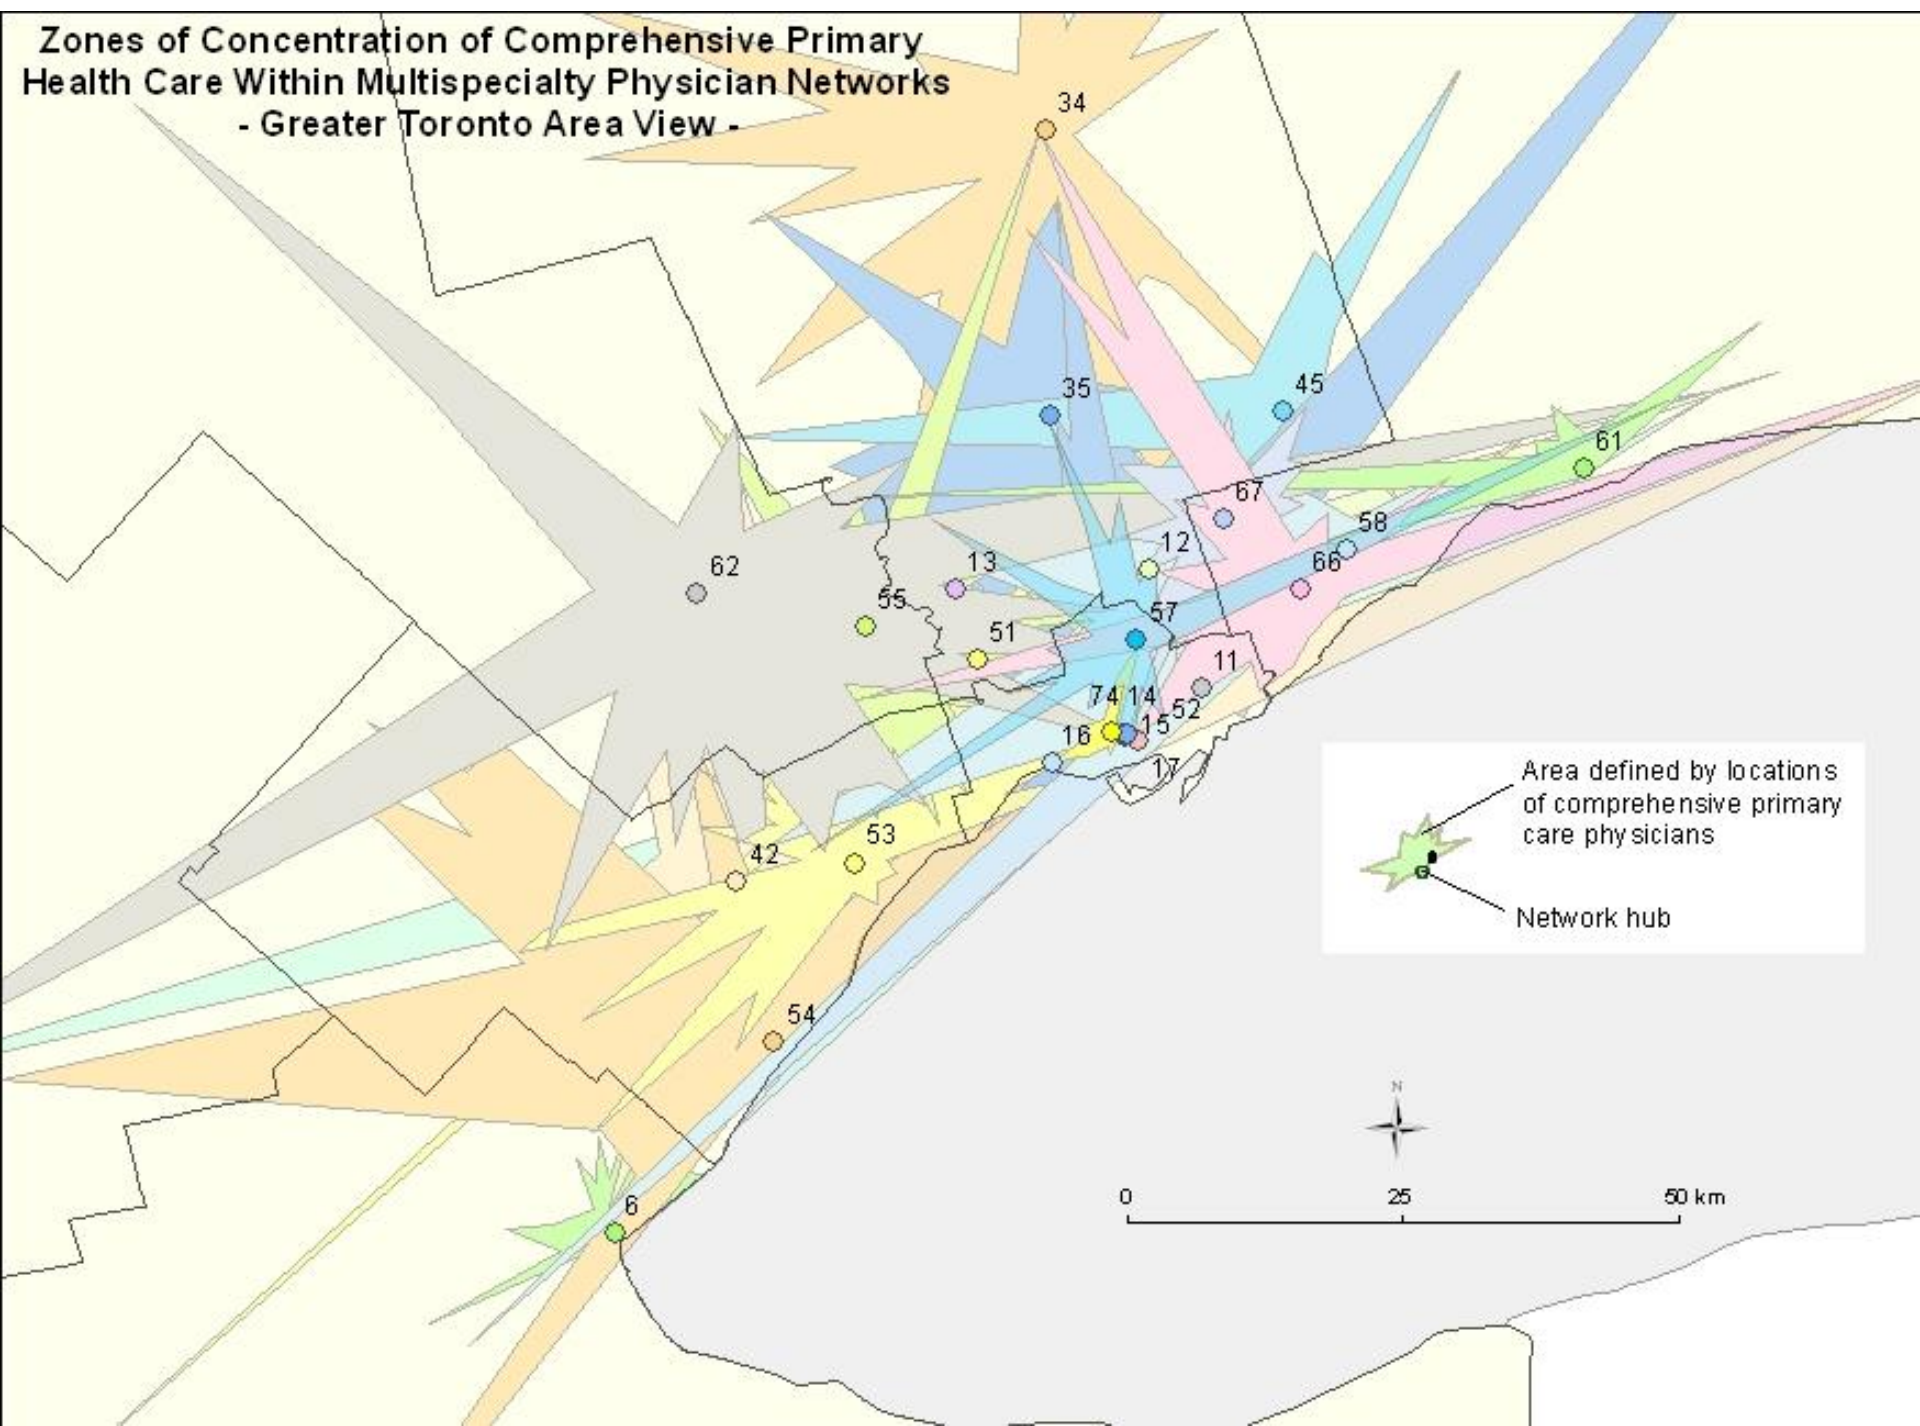 Zones of Concentration of Comprehensive Primary
Health Care Within Multispecialty Physician Networks
- Greater Toronto Area View -
34
35
45
61
67
58
12
66
62
13
55
57
51
11
74
14
52
15
16
17
53
42
Area defined by locations
of comprehensive primary
care physicians
Network hub
54
N
6
0 25 50 km